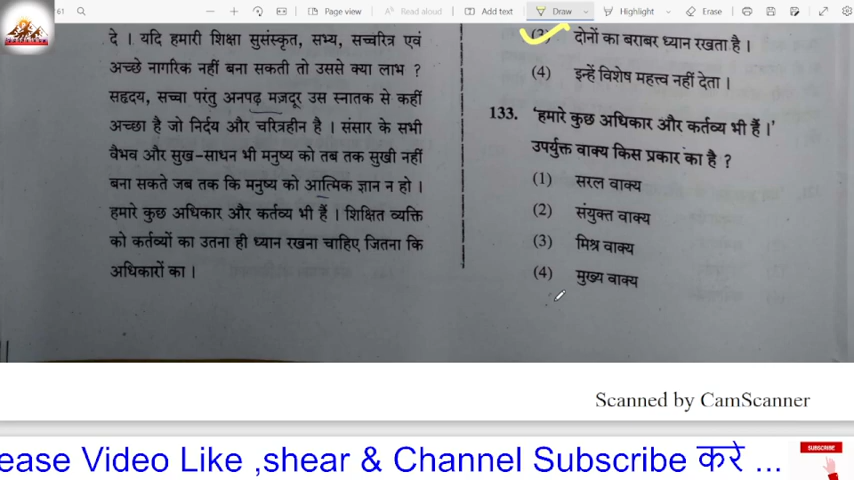 61
Page view
Read aloud
Add text
Draw
Highlight
Erase
दे । यदि हमारी शिक्षा सुसंस्कृत, सभ्य, सच्चरित्र एवं
अच्छे नागरिक नहीं बना सकती तो उससे क्या लाभ ?
सहृदय, सच्चा परंतु अनपढ़ मज़दूर उस स्नातक से कहीं
अच्छा है जो निर्दय और चरित्रहीन है । संसार के सभी
वैभव और सुख-साधन भी मनुष्य को तब तक सुखी नहीं
बना सकते जब तक कि मनुष्य को आत्मिक ज्ञान न हो ।
हमारे कुछ अधिकार और कर्तव्य भी हैं । शिक्षित व्यक्ति
को कर्तव्यों का उतना ही ध्यान रखना चाहिए जितना कि
अधिकारों का ।
(3) दोनों का बराबर ध्यान रखता है ।
(4) इन्हें विशेष महत्त्व नहीं देता ।
133. 'हमारे कुछ अधिकार और कर्तव्य भी हैं ।'
उपर्युक्त वाक्य किस प्रकार का है ?
(1) सरल वाक्य
(2) संयुक्त वाक्य
(3) मिश्र वाक्य
(4) मुख्य वाक्य
Scanned by CamScanner
ease Video Like ,shear & Channel Subscribe करे ...
SUBSCRIBE